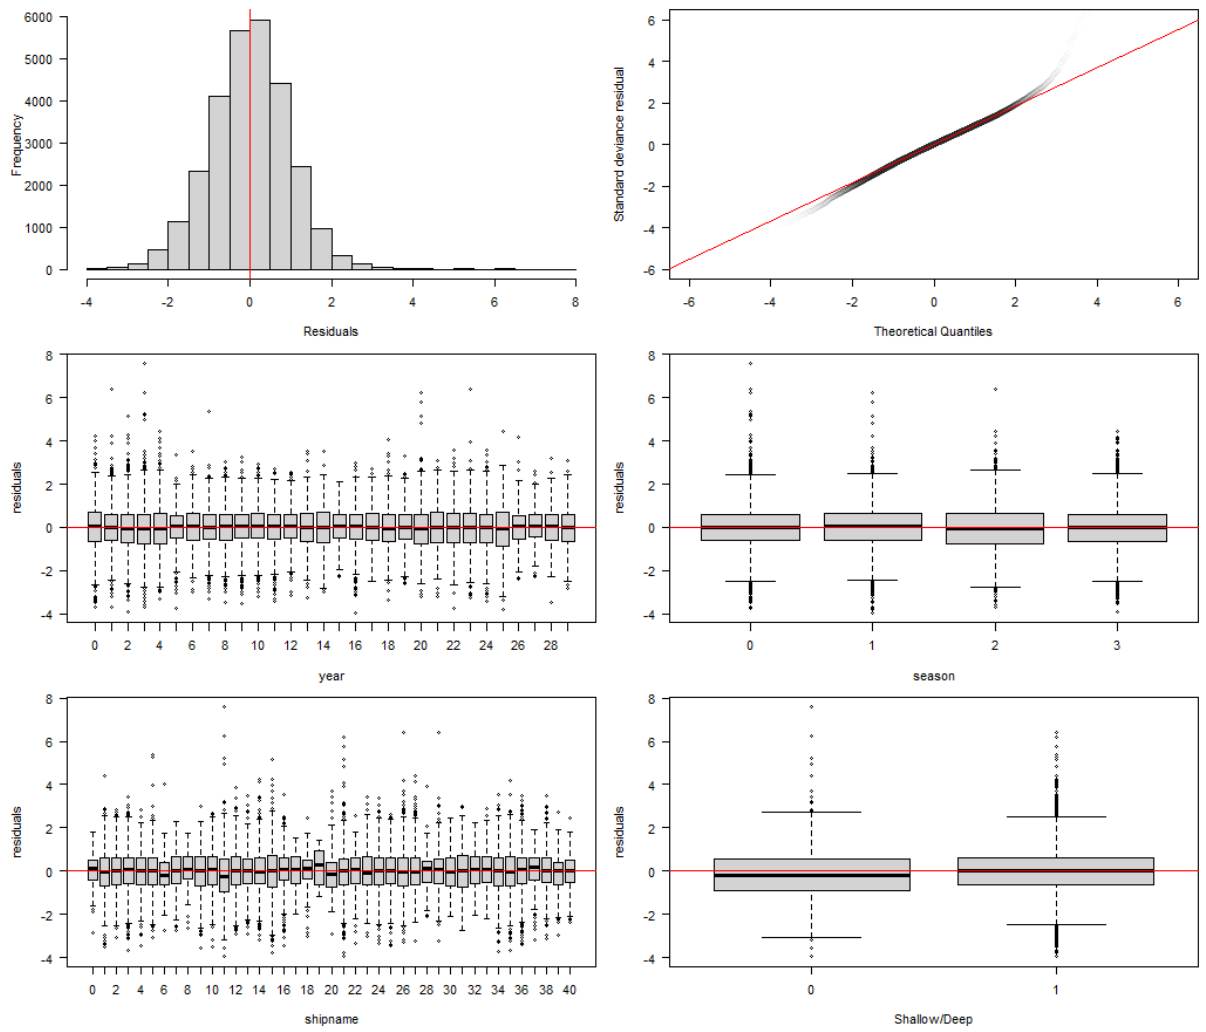 Frequency
6000
5000
4000
3000
2000
1000
0
-4 -2 0 2 4 6 8
Residuals
Standard deviance residual
6
4
2
0
-2
-4
-6
-6 -4 -2 0 2 4 6
Theoretical Quantiles
residuals
8
6
4
2
0
-2
-4
0 2 4 6 8 10 12 14 16 18 20 22 24 26 28
year
residuals
8
6
4
2
0
-2
-4
0 1 2 3
season
residuals
8
6
4
2
0
-2
-4
0 2 4 6 8 10 12 14 16 18 20 22 24 26 28 30 32 34 36 38 40
shipname
residuals
8
6
4
2
0
-2
-4
0 1
Shallow/Deep